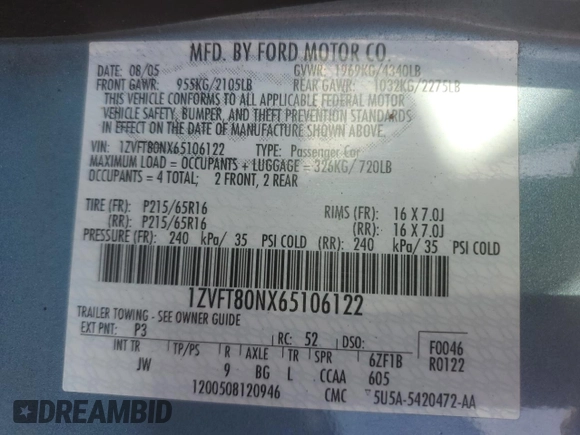 MFD. BY FORD MOTOR CO.
DATE: 08/05 GVWR: 1969KG/4340LB
FRONT GAWR: 955KG/2105LB REAR GAWR: 1032KG/2275LB
THIS VEHICLE CONFORMS TO ALL APPLICABLE FEDERAL MOTOR
VEHICLE SAFETY, BUMPER, AND THEFT PREVENTION STANDARDS
IN EFFECT ON THE DATE OF MANUFACTURE SHOWN ABOVE.
VIN: 1ZVFT80NX65106122 TYPE: Passenger Car
MAXIMUM LOAD = OCCUPANTS + LUGGAGE = 326KG/ 720LB
OCCUPANTS = 4 TOTAL; 2 FRONT, 2 REAR
TIRE (FR): P215/65R16 RIMS (FR): 16 X 7.0J
(RR): P215/65R16 (RR): 16 X 7.0J
PRESSURE (FR): 240 kPa/ 35 PSI COLD (RR): 240 kPa/ 35 PSI COLD
1ZVFT80NX65106122
TRAILER TOWING - SEE OWNER GUIDE
EXT PNT: P3 RC: 52 DSO: F0046
INT TR TP/PS R AXLE TR SPR 6ZF1B R0122
JW 9 BG L CCAA 605
1200508120946 CMC 5U5A-5420472-AA
DREAMBID